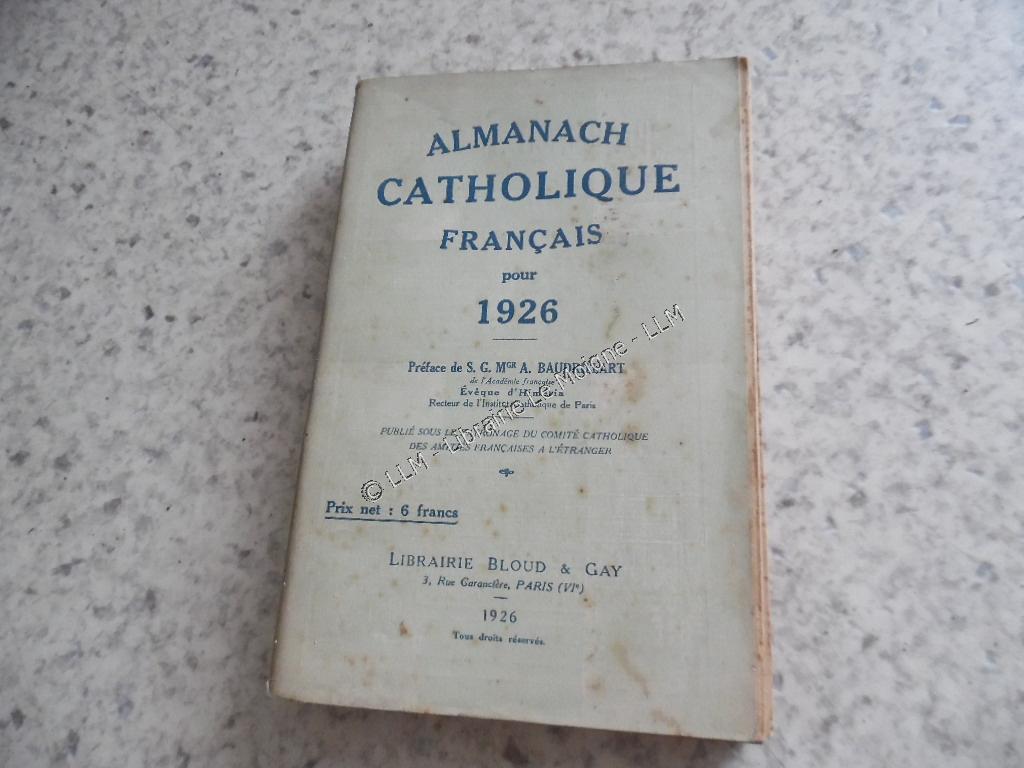 ALMANACH
CATHOLIQUE
FRANÇAIS
pour
1926
Préface de S. G. Mgr A. BAUDRILLART
de l'Académie française
Évêque d'Himéria
Recteur de l'Institut Catholique de Paris
PUBLIÉ SOUS LE PATRONAGE DU COMITÉ CATHOLIQUE
DES AMITIÉS FRANÇAISES A L'ÉTRANGER
Prix net : 6 francs
LIBRAIRIE BLOUD & GAY
3, Rue Garancière, PARIS (VIe)
1926
Tous droits réservés.
© LLM - Librairie Le Moigne - LLM